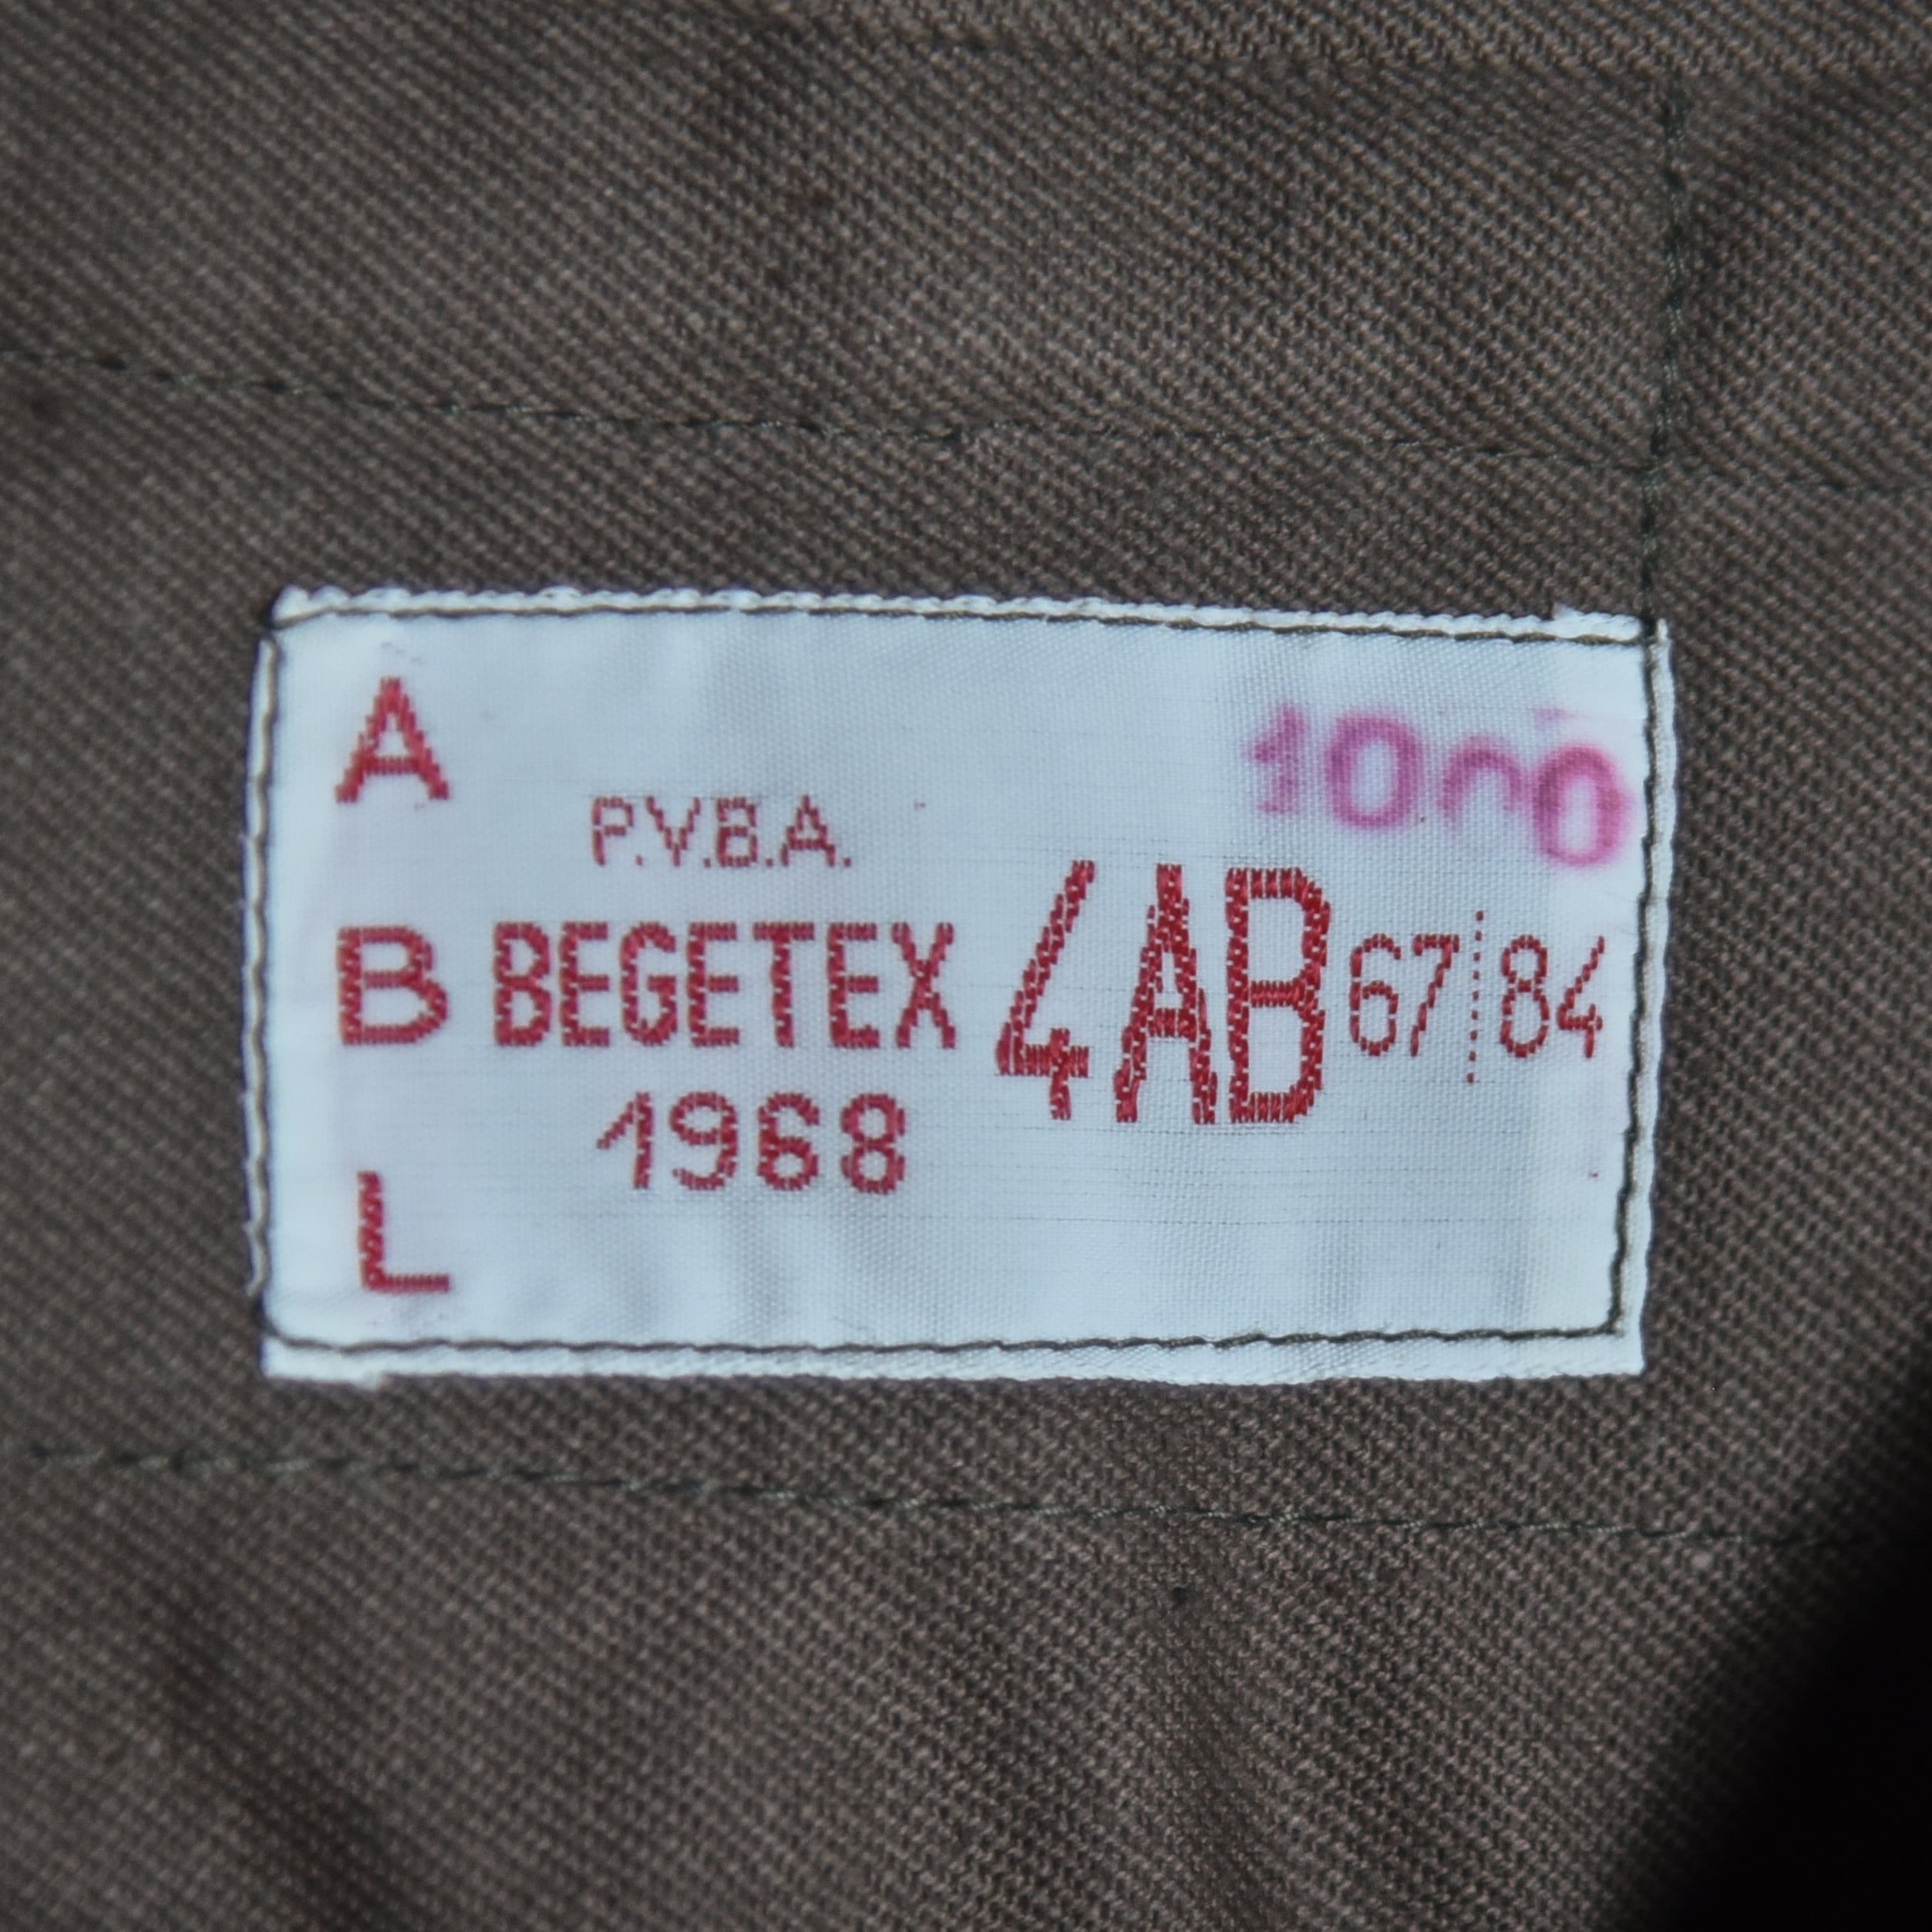 A
B
L
P.V.B.A.
BEGETEX
1968
4AB 67 84